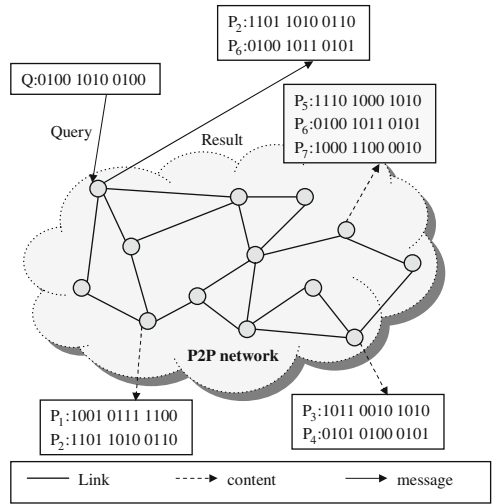 P2:1101 1010 0110
P6:0100 1011 0101
Q:0100 1010 0100
P5:1110 1000 1010
P6:0100 1011 0101
P7:1000 1100 0010
Query
Result
P2P network
P1:1001 0111 1100
P2:1101 1010 0110
P3:1011 0010 1010
P4:0101 0100 0101
Link
content
message